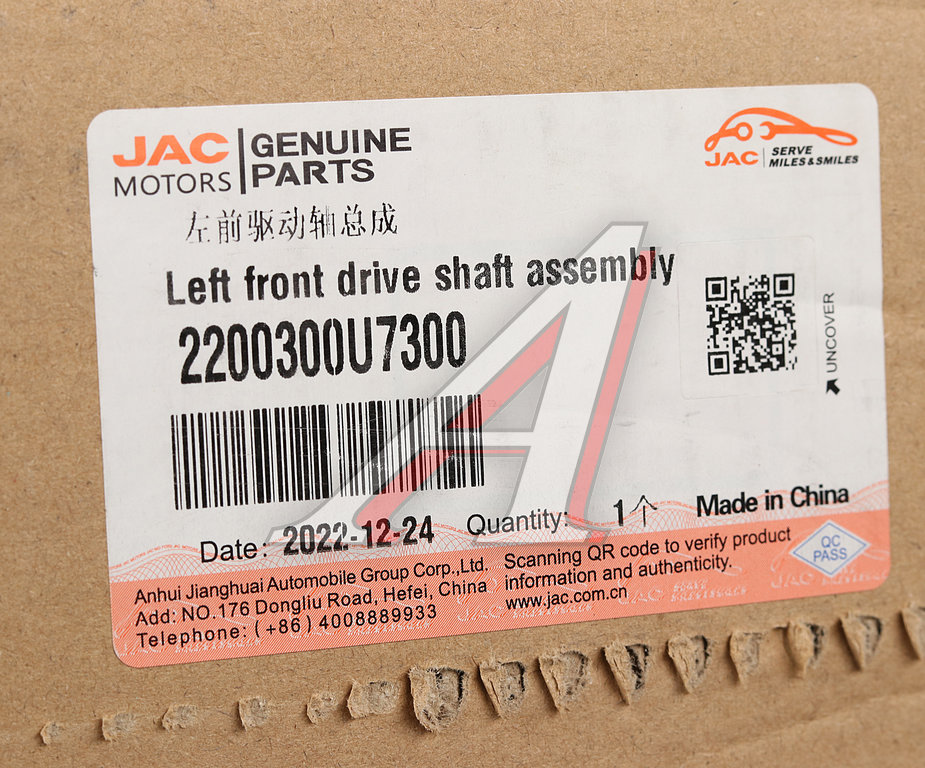 JAC MOTORS
GENUINE PARTS
JAC SERVE MILES&SMILES
左前驱动轴总成
Left front drive shaft assembly
2200300U7300
UNCOVER
Date: 2022-12-24
Quantity: 1个
Made in China
Anhui Jianghuai Automobile Group Corp.,Ltd.
Add: NO.176 Dongliu Road, Hefei, China
Telephone: (+86) 4008889933
Scanning QR code to verify product
information and authenticity.
www.jac.com.cn
QC
PASS